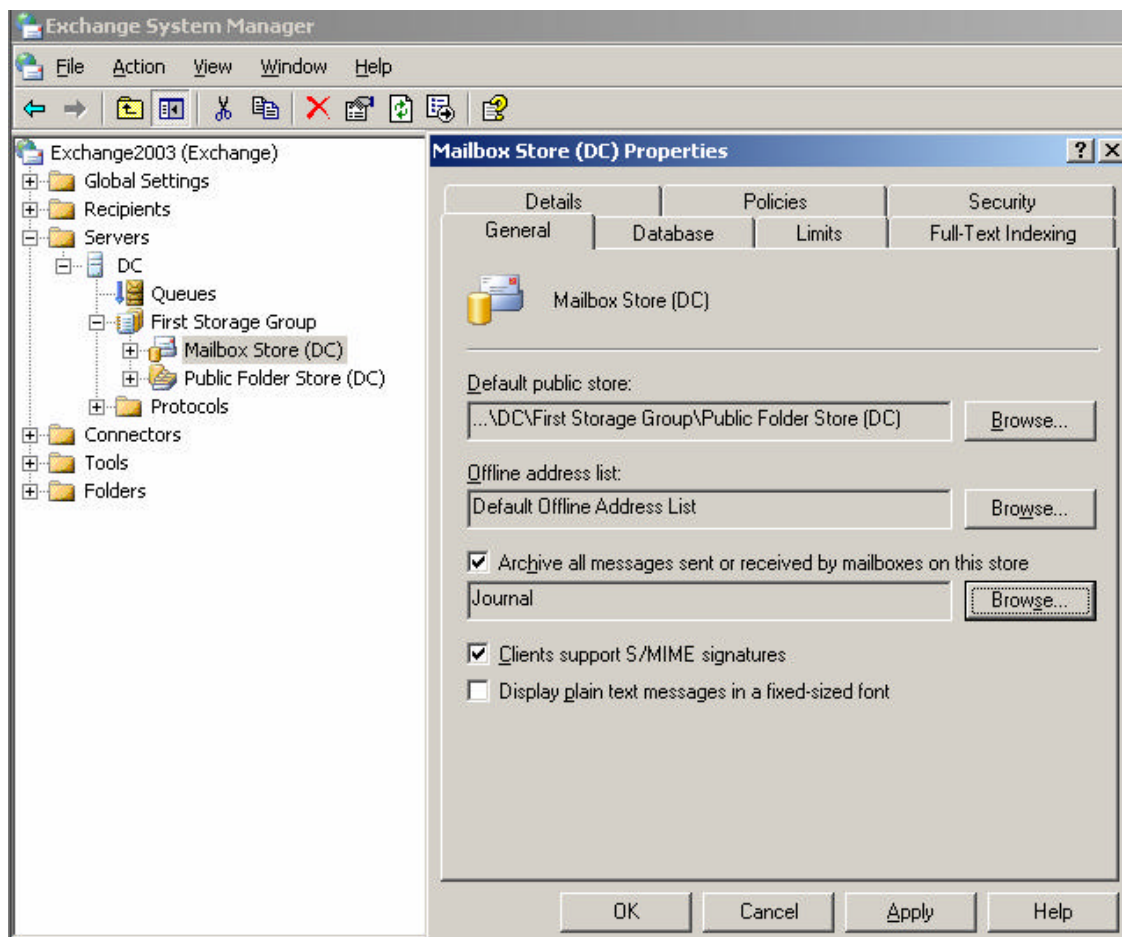 Exchange System Manager
File Action View Window Help
Exchange2003 (Exchange)
Global Settings
Recipients
Servers
DC
Queues
First Storage Group
Mailbox Store (DC)
Public Folder Store (DC)
Protocols
Connectors
Tools
Folders
Mailbox Store (DC) Properties
Details Policies Security
General Database Limits Full-Text Indexing
Mailbox Store (DC)
Default public store:
...\DC\First Storage Group\Public Folder Store (DC) Browse...
Offline address list:
Default Offline Address List Browse...
Archive all messages sent or received by mailboxes on this store
Journal Browse...
Clients support S/MIME signatures
Display plain text messages in a fixed-sized font
OK Cancel Apply Help